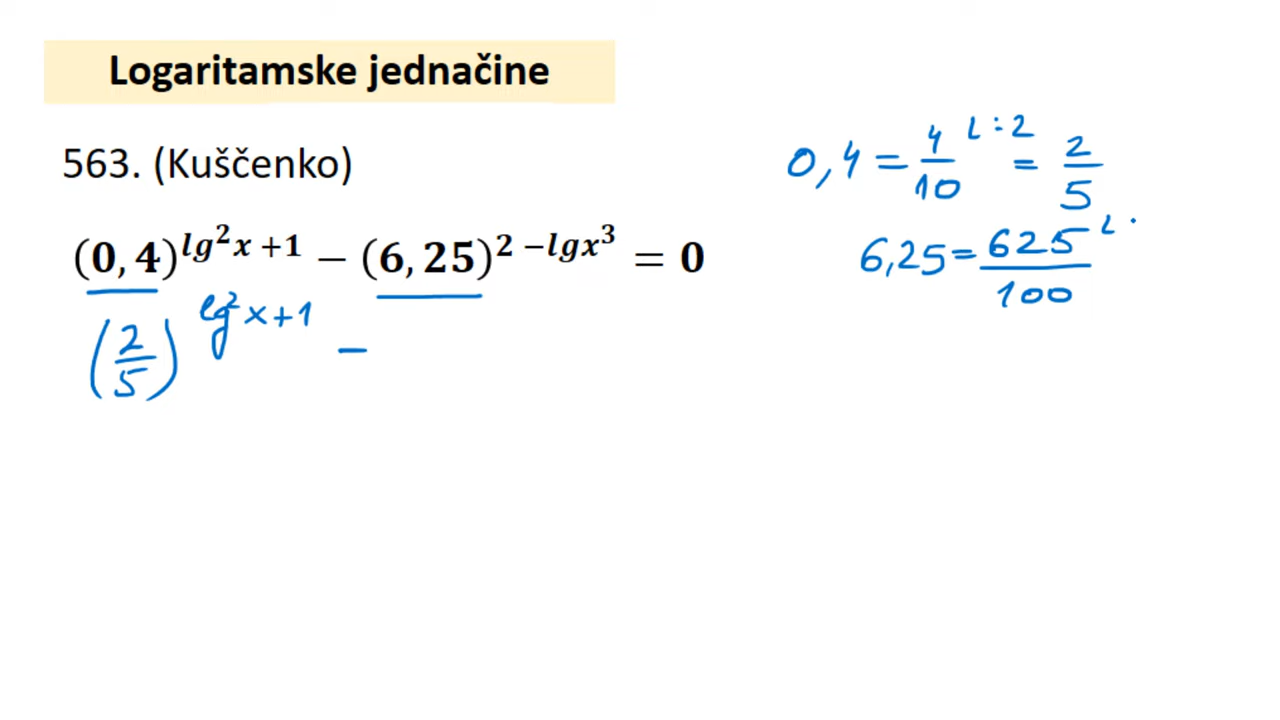 Logaritamske jednačine
563. (Kuščenko)
(0,4)^{lg²x +1} − (6,25)^{2 −lgx³} = 0
(2/5)^{lg²x+1} −
0,4 = 4/10 ⌊:2 = 2/5
6,25 = 625/100 ⌊·